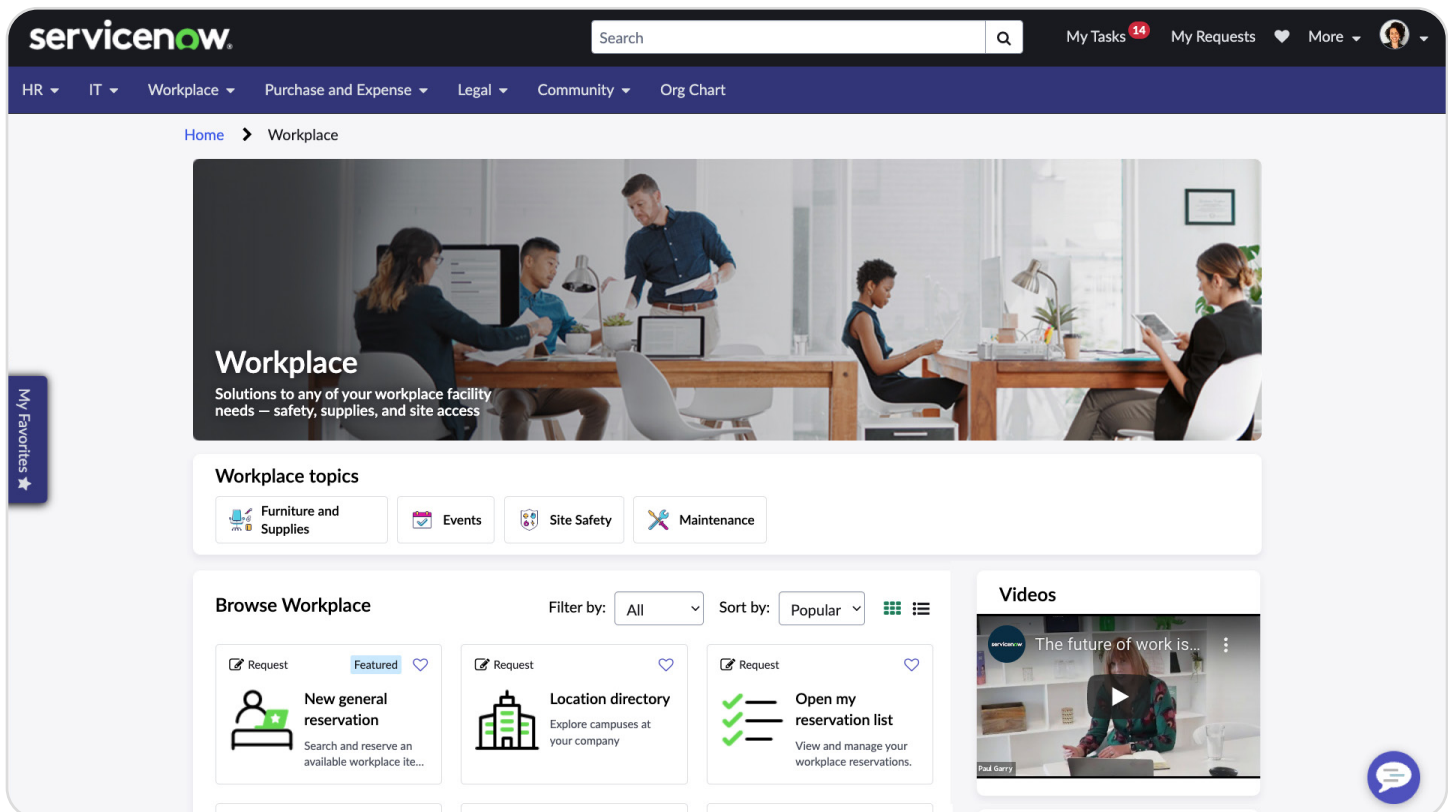 servicenow.
Search
My Tasks 14
My Requests
More
HR
IT
Workplace
Purchase and Expense
Legal
Community
Org Chart
Home
Workplace
Workplace
Solutions to any of your workplace facility
needs — safety, supplies, and site access
My Favorites
Workplace topics
Furniture and
Supplies
Events
Site Safety
Maintenance
Browse Workplace
Filter by:
All
Sort by:
Popular
Request
Featured
New general
reservation
Search and reserve an
available workplace ite...
Request
Location directory
Explore campuses at
your company
Request
Open my
reservation list
View and manage your
workplace reservations.
Videos
servicenow
The future of work is...
Paul Garry